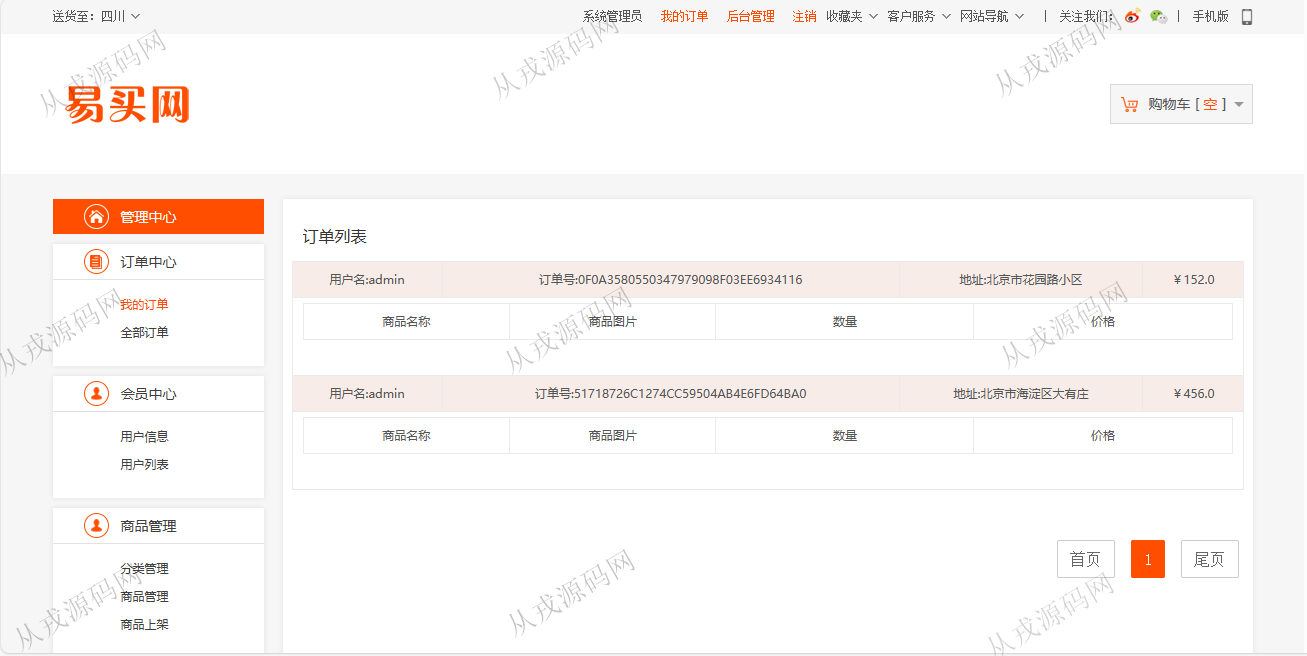 送货至：四川
系统管理员 我的订单 后台管理 注销 收藏夹 客户服务 网站导航 | 关注我们： | 手机版
易买网
购物车 [ 空 ]
管理中心
订单中心
我的订单
全部订单
会员中心
用户信息
用户列表
商品管理
分类管理
商品管理
商品上架
订单列表
用户名:admin 订单号:0F0A3580550347979098F03EE6934116 地址:北京市花园路小区 ￥152.0
商品名称 商品图片 数量 价格
用户名:admin 订单号:51718726C1274CC59504AB4E6FD64BA0 地址:北京市海淀区大有庄 ￥456.0
商品名称 商品图片 数量 价格
首页 1 尾页
从戎源码网
从戎源码网
从戎源码网
从戎源码网
从戎源码网
从戎源码网
从戎源码网
从戎源码网
从戎源码网